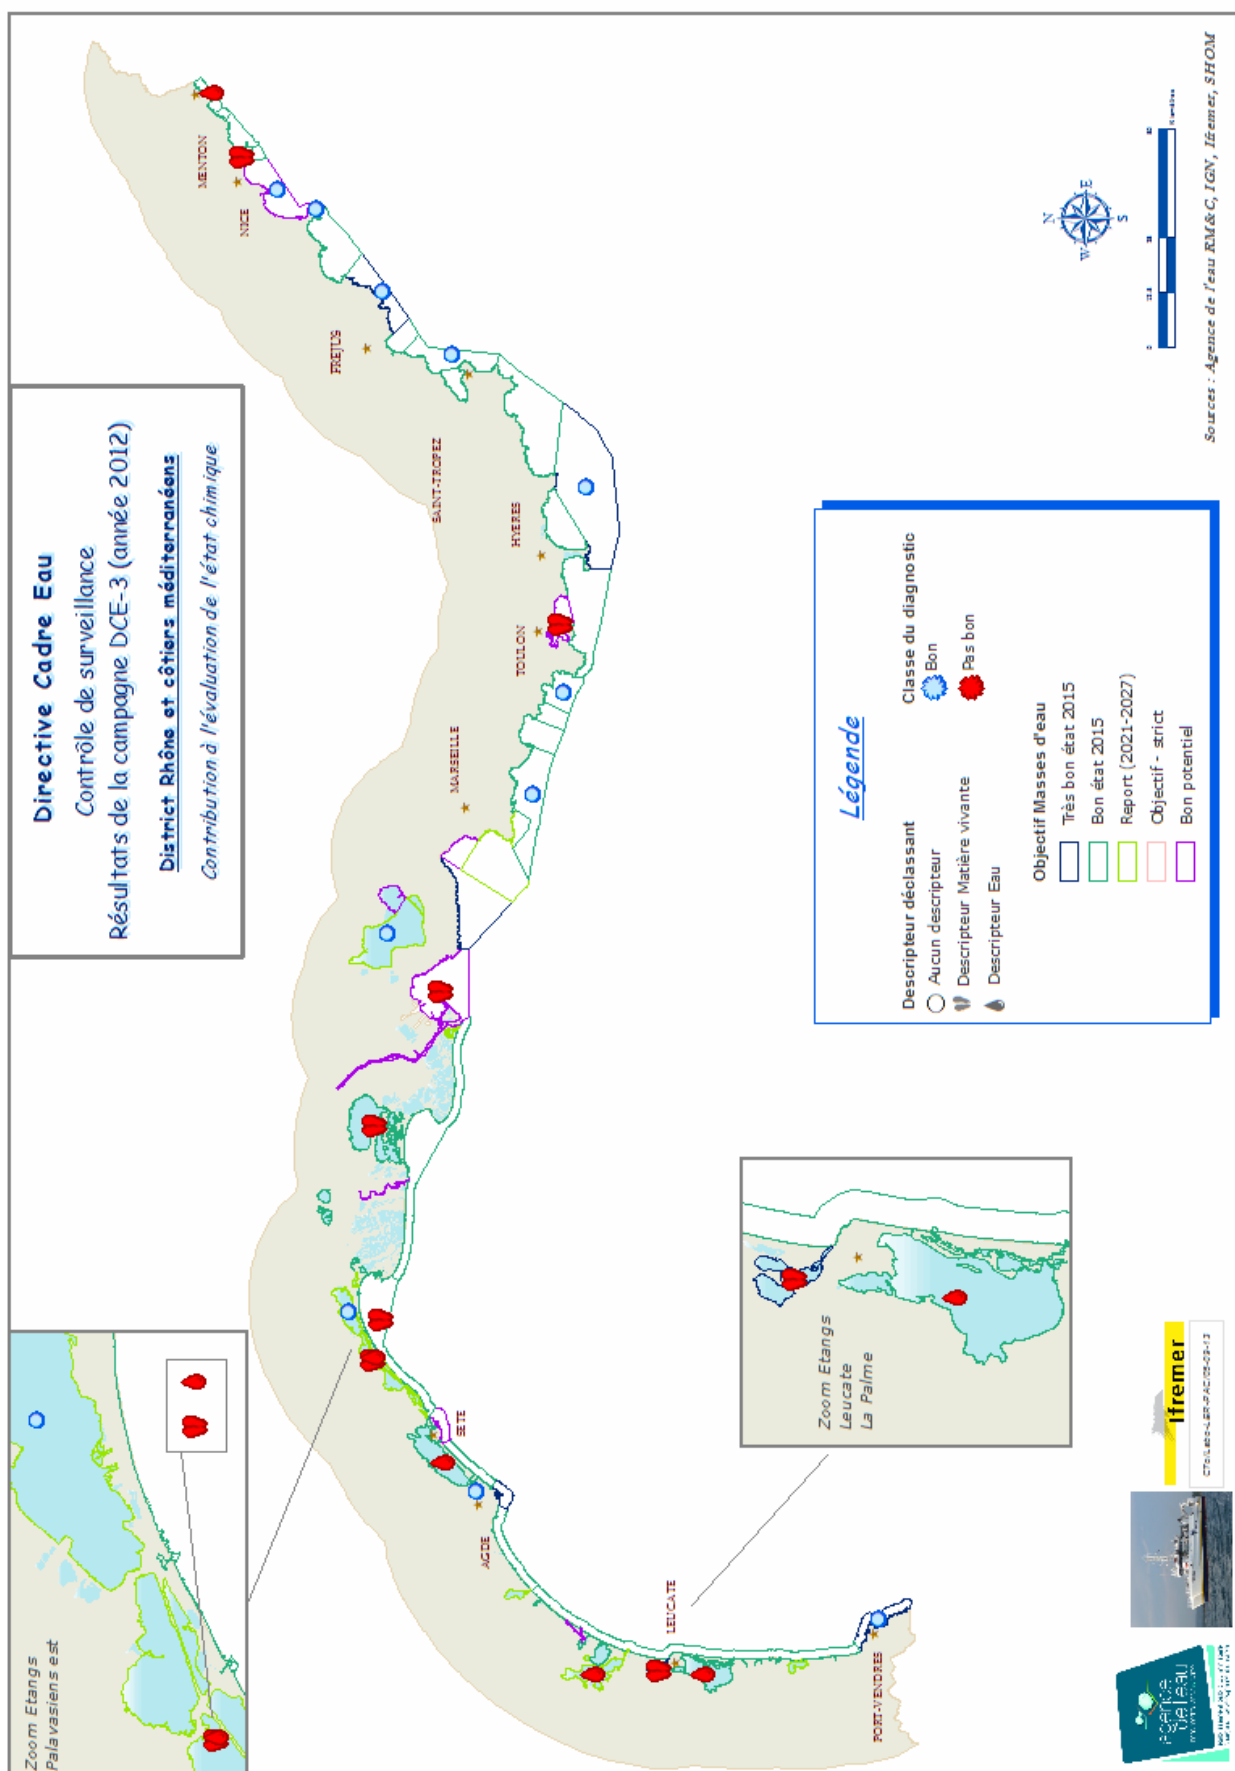 Directive Cadre Eau
Contrôle de surveillance
Résultats de la campagne DCE-3 (année 2012)
District Rhône et côtiers méditerranéens
Contribution à l'évaluation de l'état chimique
Zoom Etangs
Palavasiens est
MENTON
NICE
FREJUS
SAINT-TROPEZ
HYERES
TOULON
MARSEILLE
SETE
AGDE
LEUCATE
PORT-VENDRES
Zoom Etangs
Leucate
La Palme
Légende
Descripteur déclassant
Aucun descripteur
Descripteur Matière vivante
Descripteur Eau
Classe du diagnostic
Bon
Pas bon
Objectif Masses d'eau
Très bon état 2015
Bon état 2015
Report (2021-2027)
Objectif - strict
Bon potentiel
N
W E
S
Sources : Agence de l'eau RM&C, IGN, Ifremer, SHOM
agence
de l'eau
Ifremer